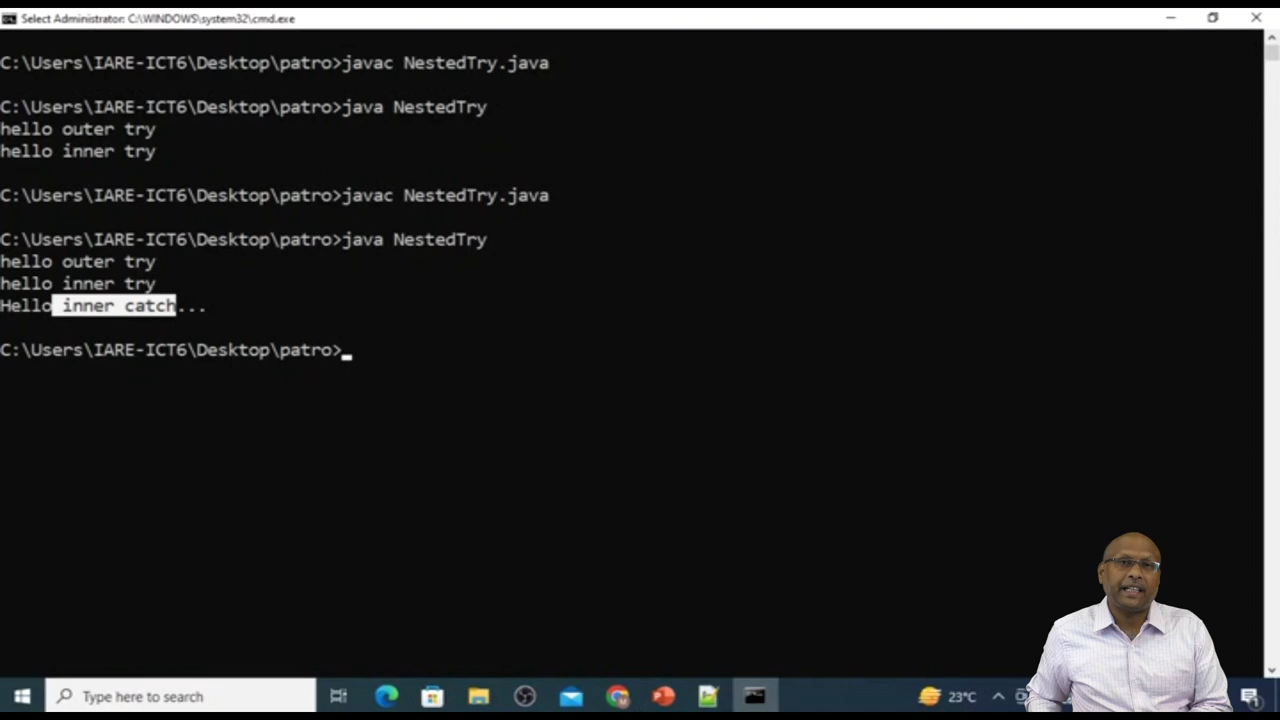 Select Administrator: C:\WINDOWS\system32\cmd.exe
C:\Users\IARE-ICT6\Desktop\patro>javac NestedTry.java
C:\Users\IARE-ICT6\Desktop\patro>java NestedTry
hello outer try
hello inner try
C:\Users\IARE-ICT6\Desktop\patro>javac NestedTry.java
C:\Users\IARE-ICT6\Desktop\patro>java NestedTry
hello outer try
hello inner try
Hello inner catch...
C:\Users\IARE-ICT6\Desktop\patro>
Type here to search
23°C
1